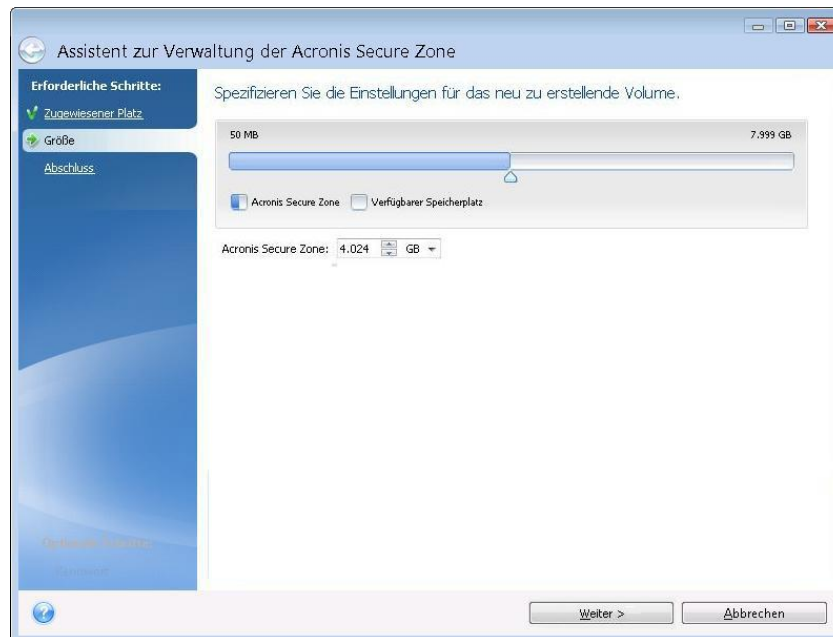 Assistent zur Verwaltung der Acronis Secure Zone
Erforderliche Schritte:
Zugewiesener Platz
Größe
Abschluss
Spezifizieren Sie die Einstellungen für das neu zu erstellende Volume.
50 MB 7.999 GB
Acronis Secure Zone Verfügbarer Speicherplatz
Acronis Secure Zone: 4.024 GB
Weiter > Abbrechen